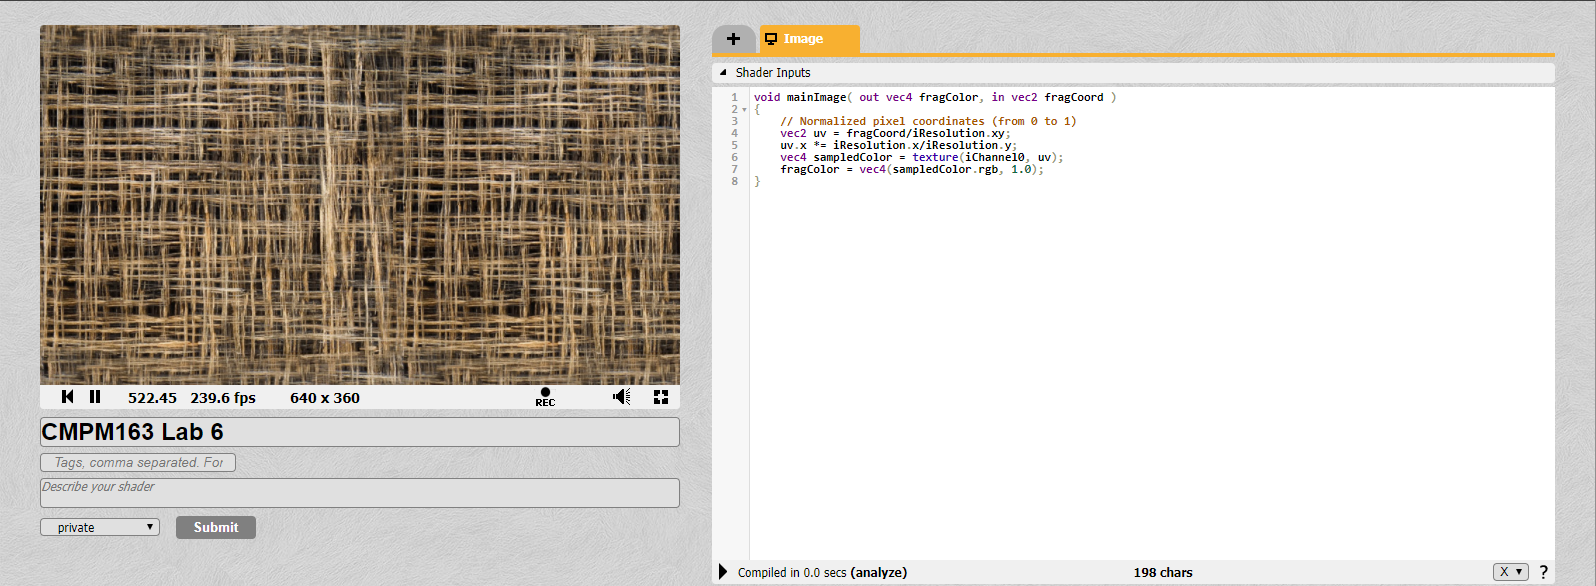 522.45 239.6 fps 640 x 360
REC
CMPM163 Lab 6
Tags, comma separated. For
Describe your shader
private
Submit
+ Image
Shader Inputs
1 void mainImage( out vec4 fragColor, in vec2 fragCoord )
2 {
3 // Normalized pixel coordinates (from 0 to 1)
4 vec2 uv = fragCoord/iResolution.xy;
5 uv.x *= iResolution.x/iResolution.y;
6 vec4 sampledColor = texture(iChannel0, uv);
7 fragColor = vec4(sampledColor.rgb, 1.0);
8 }
Compiled in 0.0 secs (analyze) 198 chars X ?